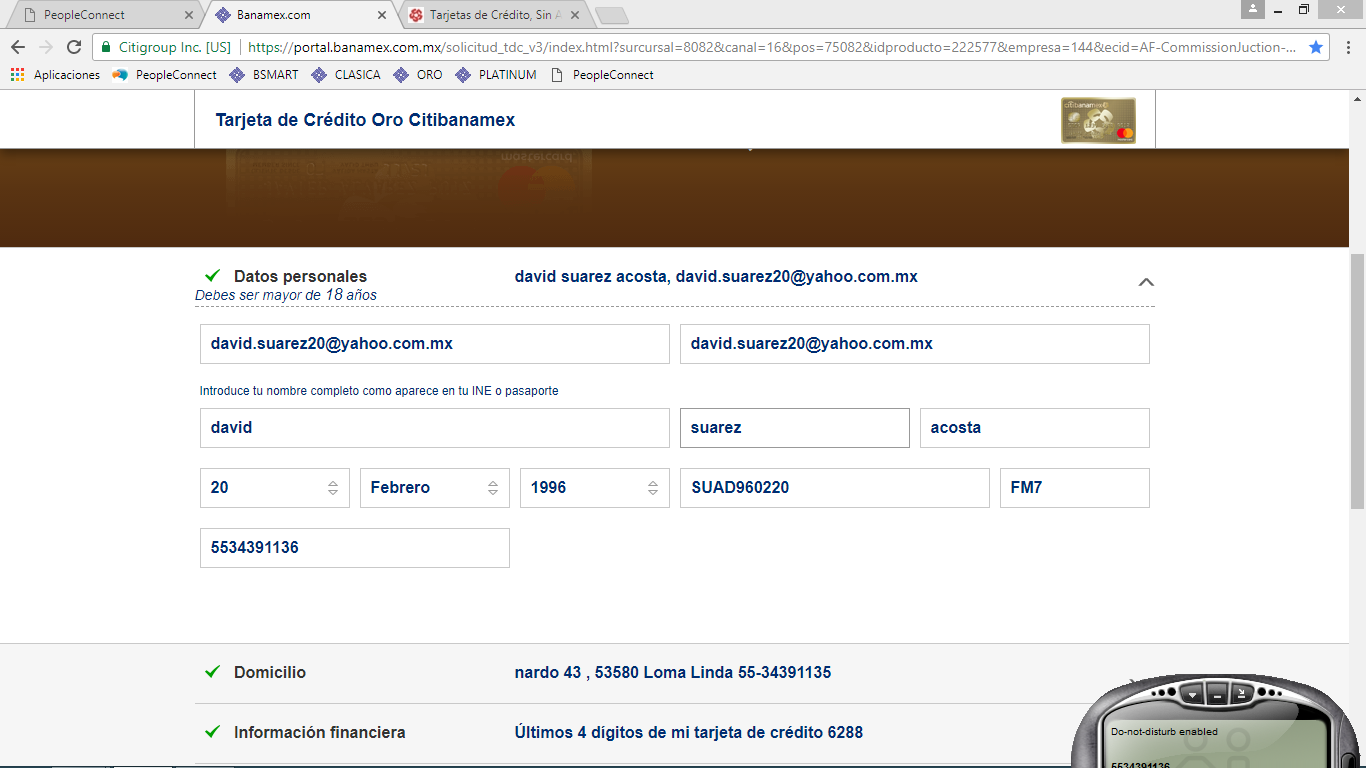 PeopleConnect
Banamex.com
Tarjetas de Crédito, Sin A
Citigroup Inc. [US] https://portal.banamex.com.mx/solicitud_tdc_v3/index.html?sucursal=8082&canal=16&pos=75082&idproducto=222577&empresa=144&ecid=AF-CommissionJuction-...
Aplicaciones PeopleConnect BSMART CLASICA ORO PLATINUM PeopleConnect
Tarjeta de Crédito Oro Citibanamex
citibanamex
mastercard
Datos personales david suarez acosta, david.suarez20@yahoo.com.mx
Debes ser mayor de 18 años
david.suarez20@yahoo.com.mx david.suarez20@yahoo.com.mx
Introduce tu nombre completo como aparece en tu INE o pasaporte
david suarez acosta
20 Febrero 1996 SUAD960220 FM7
5534391136
Domicilio nardo 43 , 53580 Loma Linda 55-34391135
Información financiera Últimos 4 dígitos de mi tarjeta de crédito 6288
Do-not-disturb enabled
5534391136